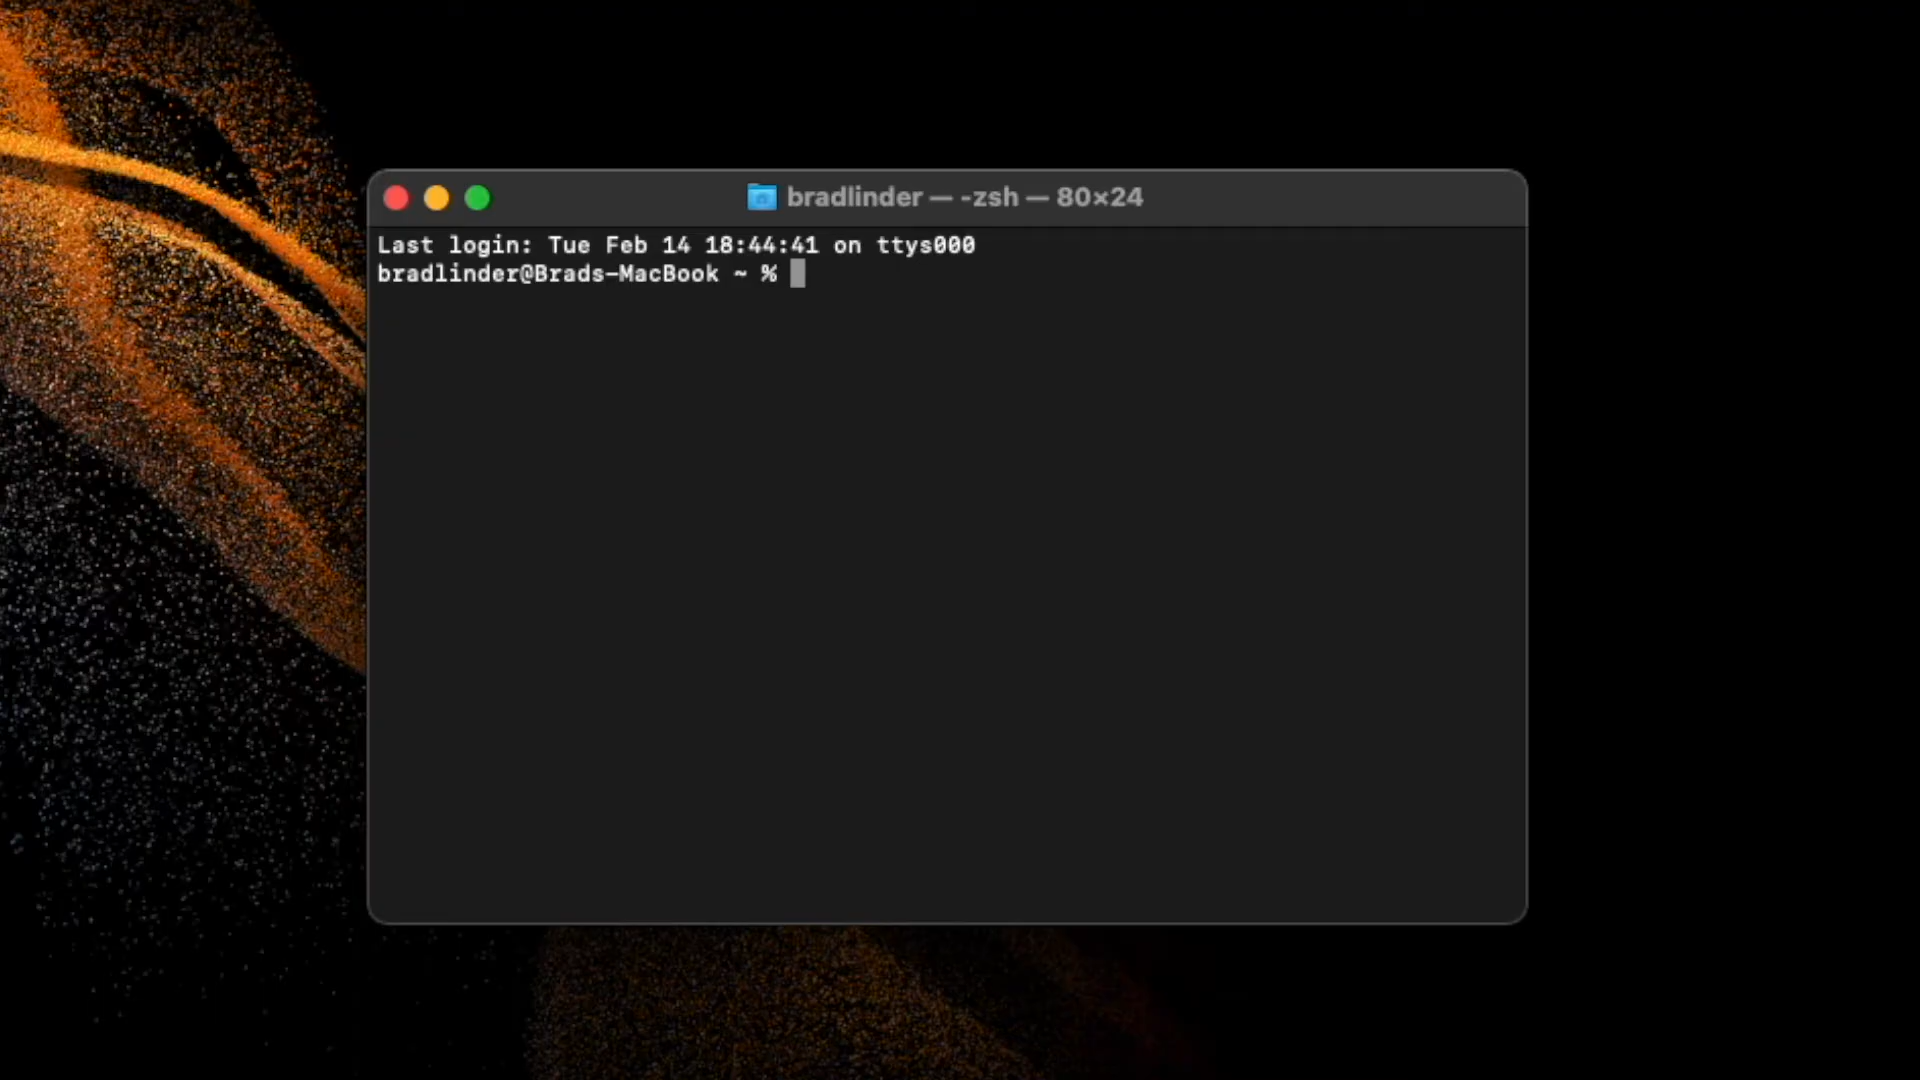 bradlinder — -zsh — 80×24
Last login: Tue Feb 14 18:44:41 on ttys000
bradlinder@Brads-MacBook ~ %